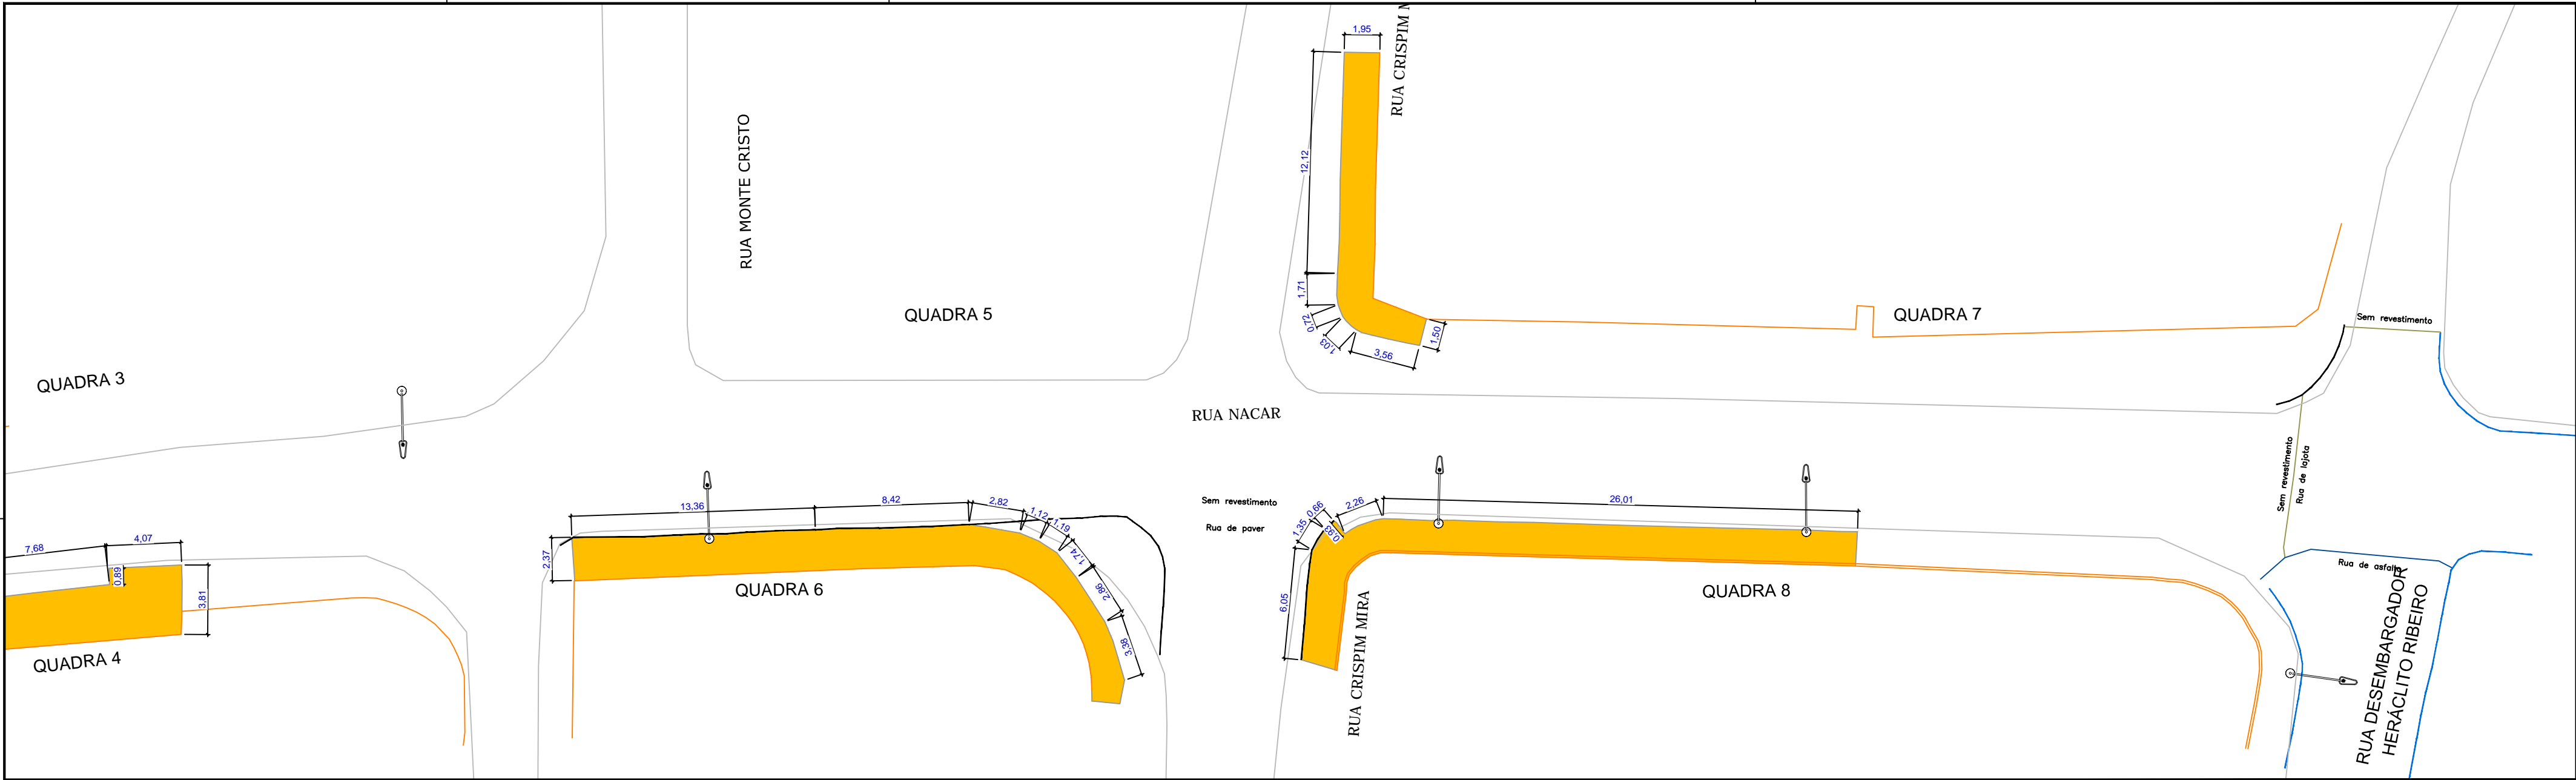 1,95
RUA CRISPIM M
12,12
RUA MONTE CRISTO
1,71
0,72
1,03
3,56
1,50
QUADRA 5
QUADRA 7
Sem revestimento
QUADRA 3
RUA NACAR
Sem revestimento
Rua de lajota
7,68
4,07
0,89
3,81
QUADRA 4
13,36
8,42
2,82
1,12
1,19
1,74
2,86
3,38
2,37
QUADRA 6
Sem revestimento
Rua de paver
1,35
0,66
0,93
2,26
26,01
6,05
RUA CRISPIM MIRA
QUADRA 8
Rua de asfalto
RUA DESEMBARGADOR
HERÁCLITO RIBEIRO